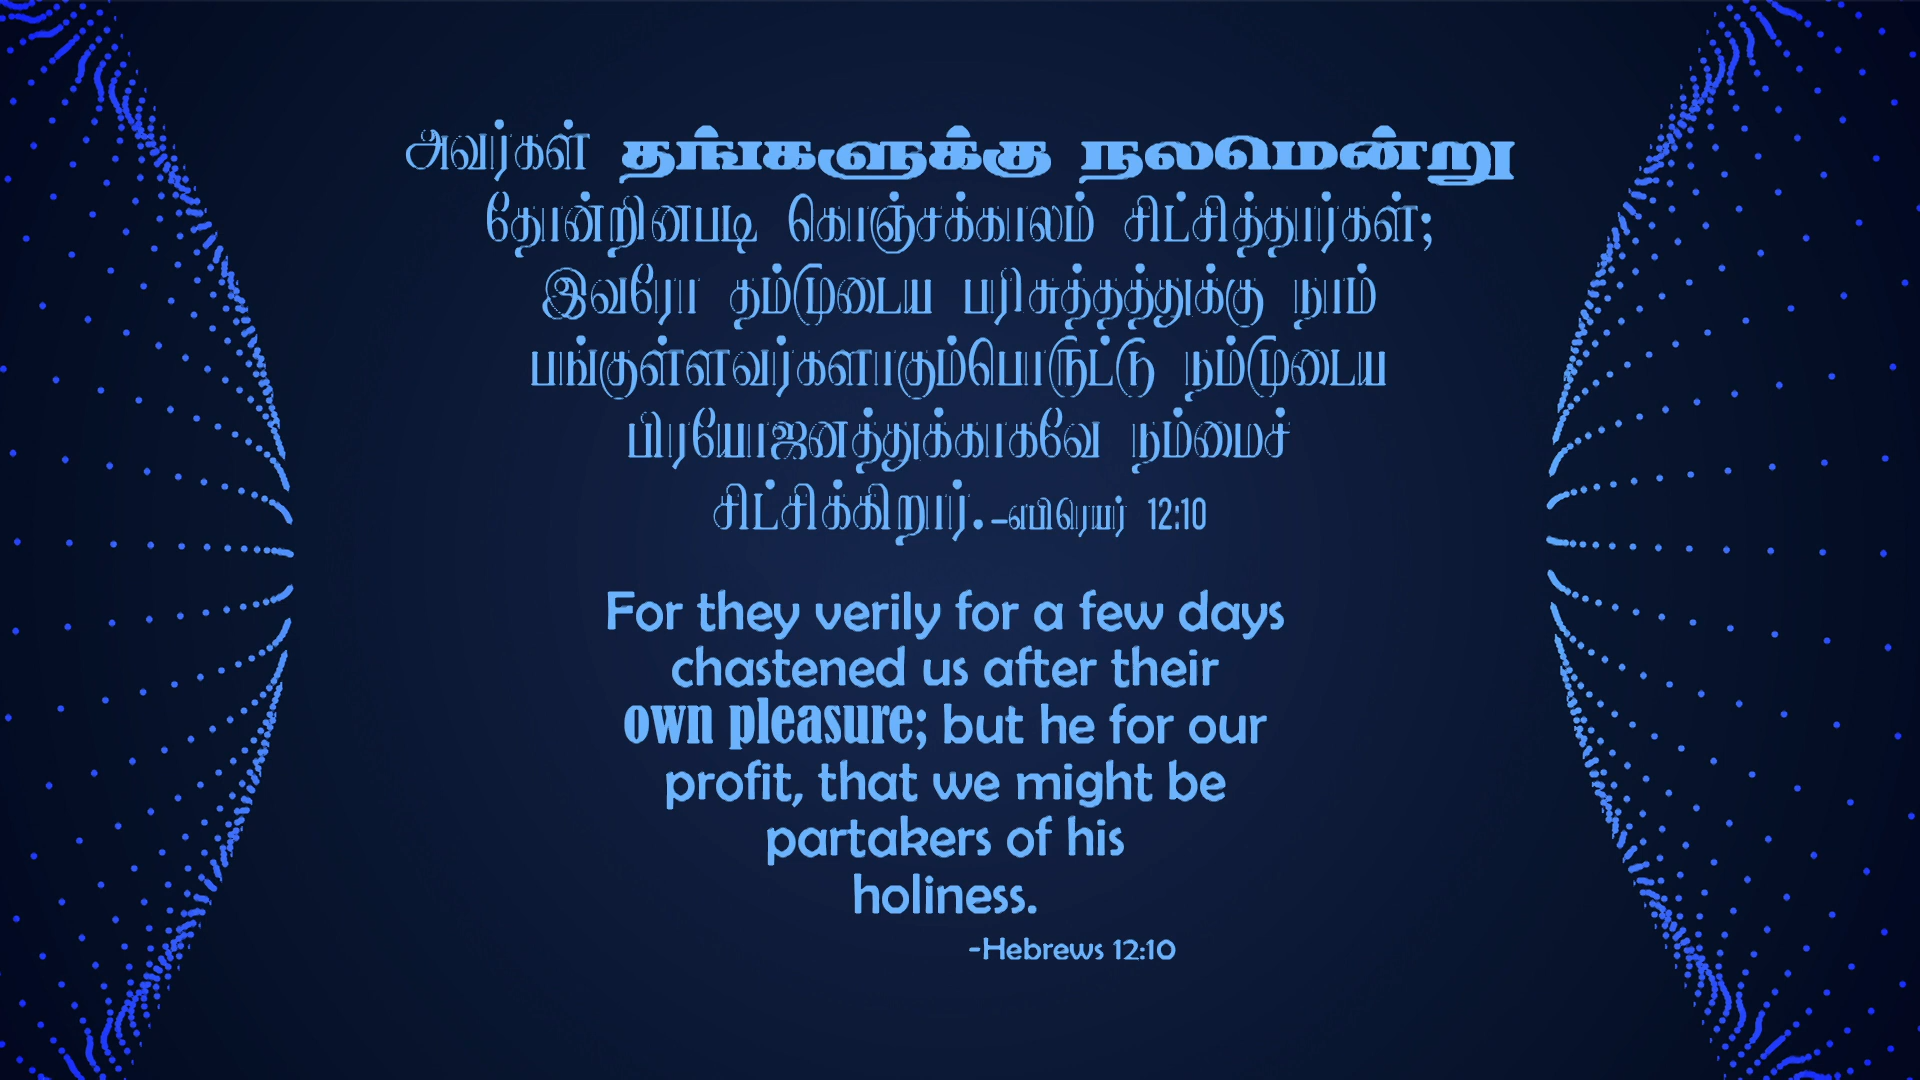 அவர்கள் தங்களுக்கு நலமென்று
தோன்றினபடி கொஞ்சக்காலம் சிட்சித்தார்கள்;
இவரோ தம்முடைய பரிசுத்தத்துக்கு நாம்
பங்குள்ளவர்களாகும்பொருட்டு நம்முடைய
பிரயோஜனத்துக்காகவே நம்மைச்
சிட்சிக்கிறார்.-எபிரெயர் 12:10
For they verily for a few days
chastened us after their
own pleasure; but he for our
profit, that we might be
partakers of his
holiness.
-Hebrews 12:10